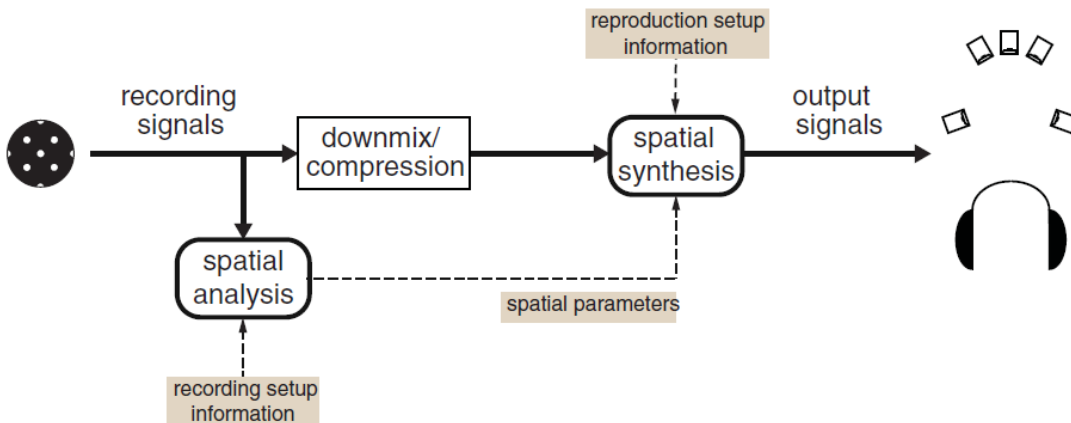 reproduction setup
information
recording
signals
downmix/
compression
spatial
synthesis
output
signals
spatial
analysis
spatial parameters
recording setup
information